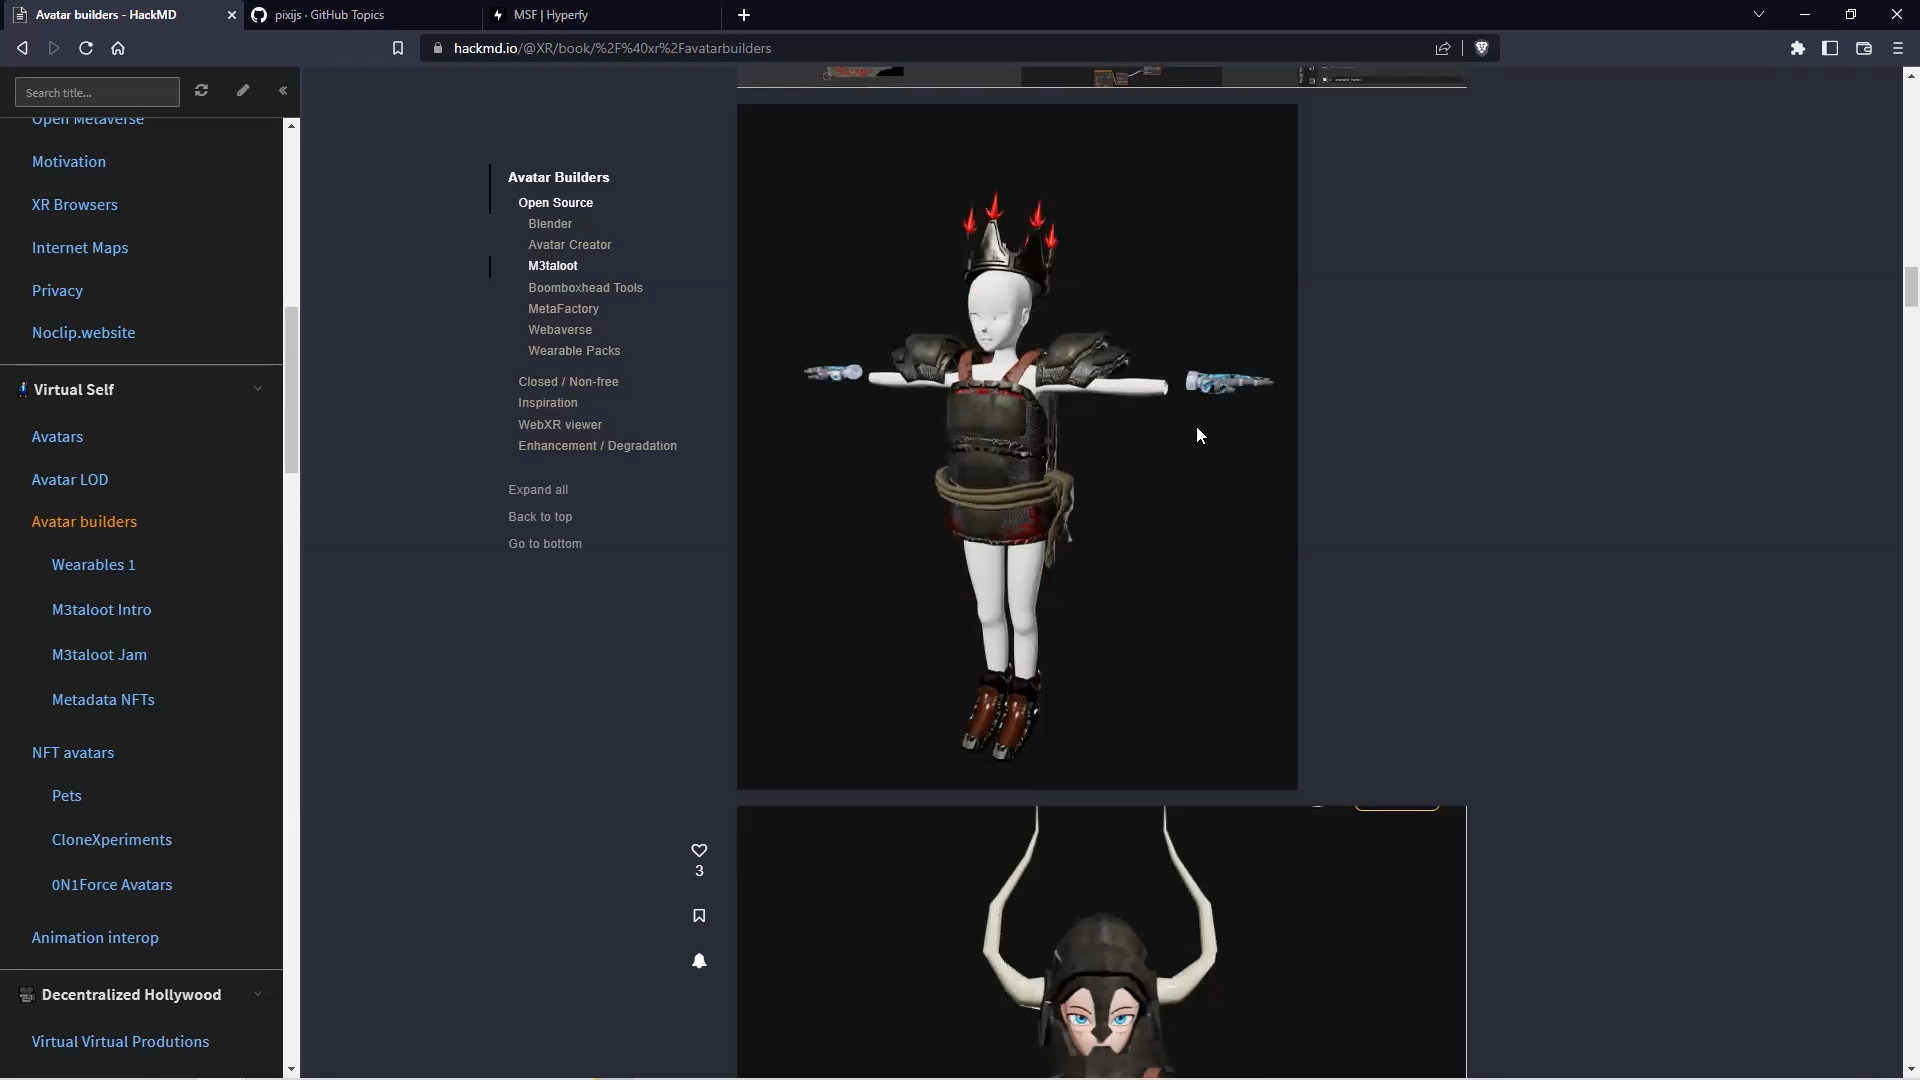 Avatar builders - HackMD
pixijs · GitHub Topics
MSF | Hyperfy
hackmd.io/@XR/book/%2F%40xr%2Favatarbuilders
Search title...
Open Metaverse
Motivation
XR Browsers
Internet Maps
Privacy
Noclip.website
Virtual Self
Avatars
Avatar LOD
Avatar builders
Wearables 1
M3taloot Intro
M3taloot Jam
Metadata NFTs
NFT avatars
Pets
CloneXperiments
0N1Force Avatars
Animation interop
Decentralized Hollywood
Virtual Virtual Produtions
Avatar Builders
Open Source
Blender
Avatar Creator
M3taloot
Boomboxhead Tools
MetaFactory
Webaverse
Wearable Packs
Closed / Non-free
Inspiration
WebXR viewer
Enhancement / Degradation
Expand all
Back to top
Go to bottom
3